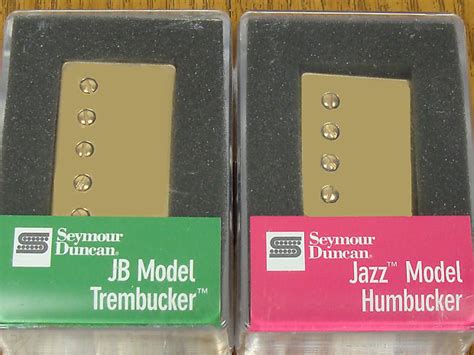 Seymour
Duncan®
JB Model
Trembucker™
Seymour
Duncan®
Jazz™ Model
Humbucker